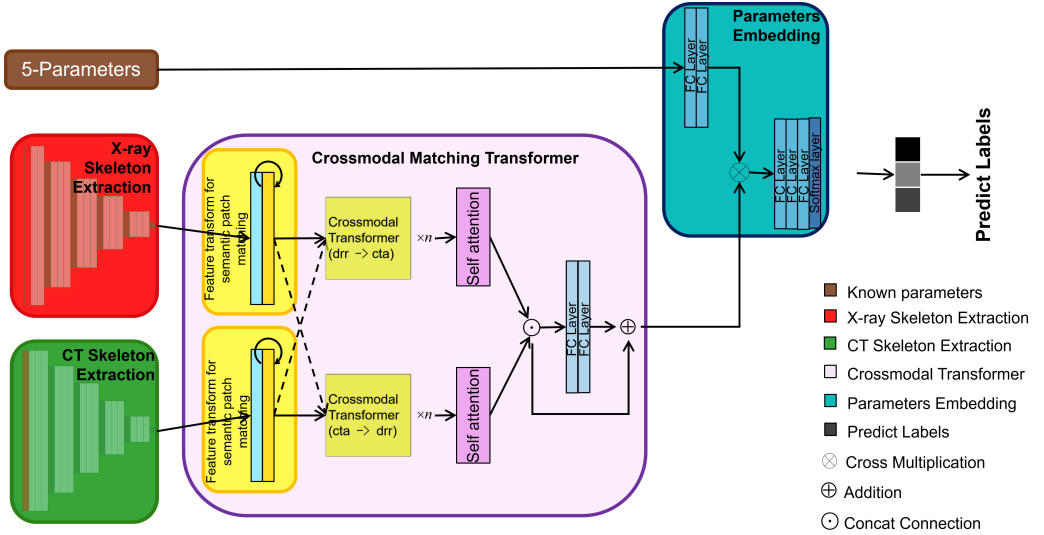 Parameters
Embedding
5-Parameters
FC Layer
FC Layer
FC Layer
FC Layer
FC Layer
Softmax layer
Predict Labels
X-ray
Skeleton
Extraction
CT Skeleton
Extraction
Crossmodal Matching Transformer
Feature transform for
semantic patch
matching
Crossmodal
Transformer
(drr -> cta)
×n
Self attention
Feature transform for
semantic patch
matching
Crossmodal
Transformer
(cta -> drr)
×n
Self attention
FC Layer
FC Layer
Known parameters
X-ray Skeleton Extraction
CT Skeleton Extraction
Crossmodal Transformer
Parameters Embedding
Predict Labels
Cross Multiplication
Addition
Concat Connection